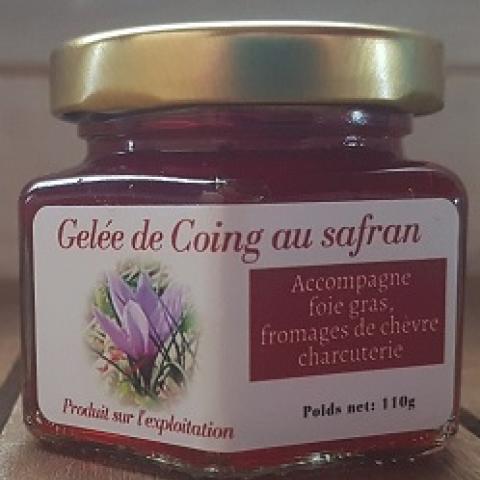 Gelée de Coing au safran
Accompagne
foie gras,
fromages de chèvre
charcuterie
Produit sur l'exploitation
Poids net: 110g